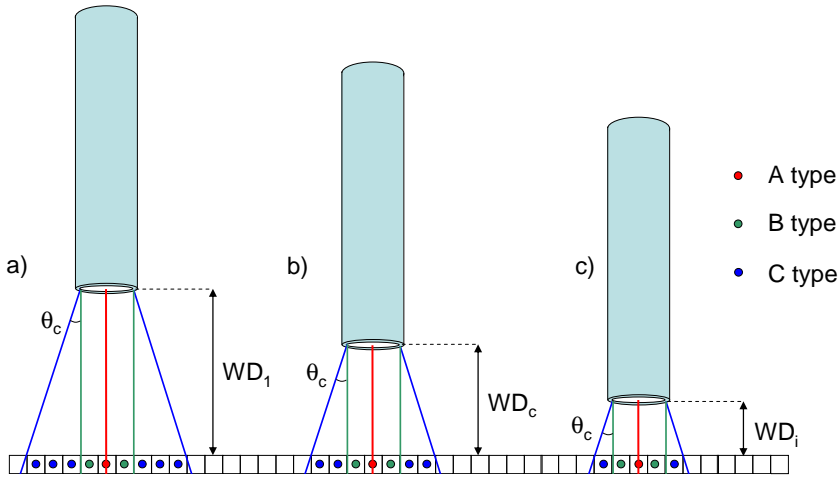 A type
B type
C type
a)
b)
c)
θc
θc
θc
WD1
WDc
WDi